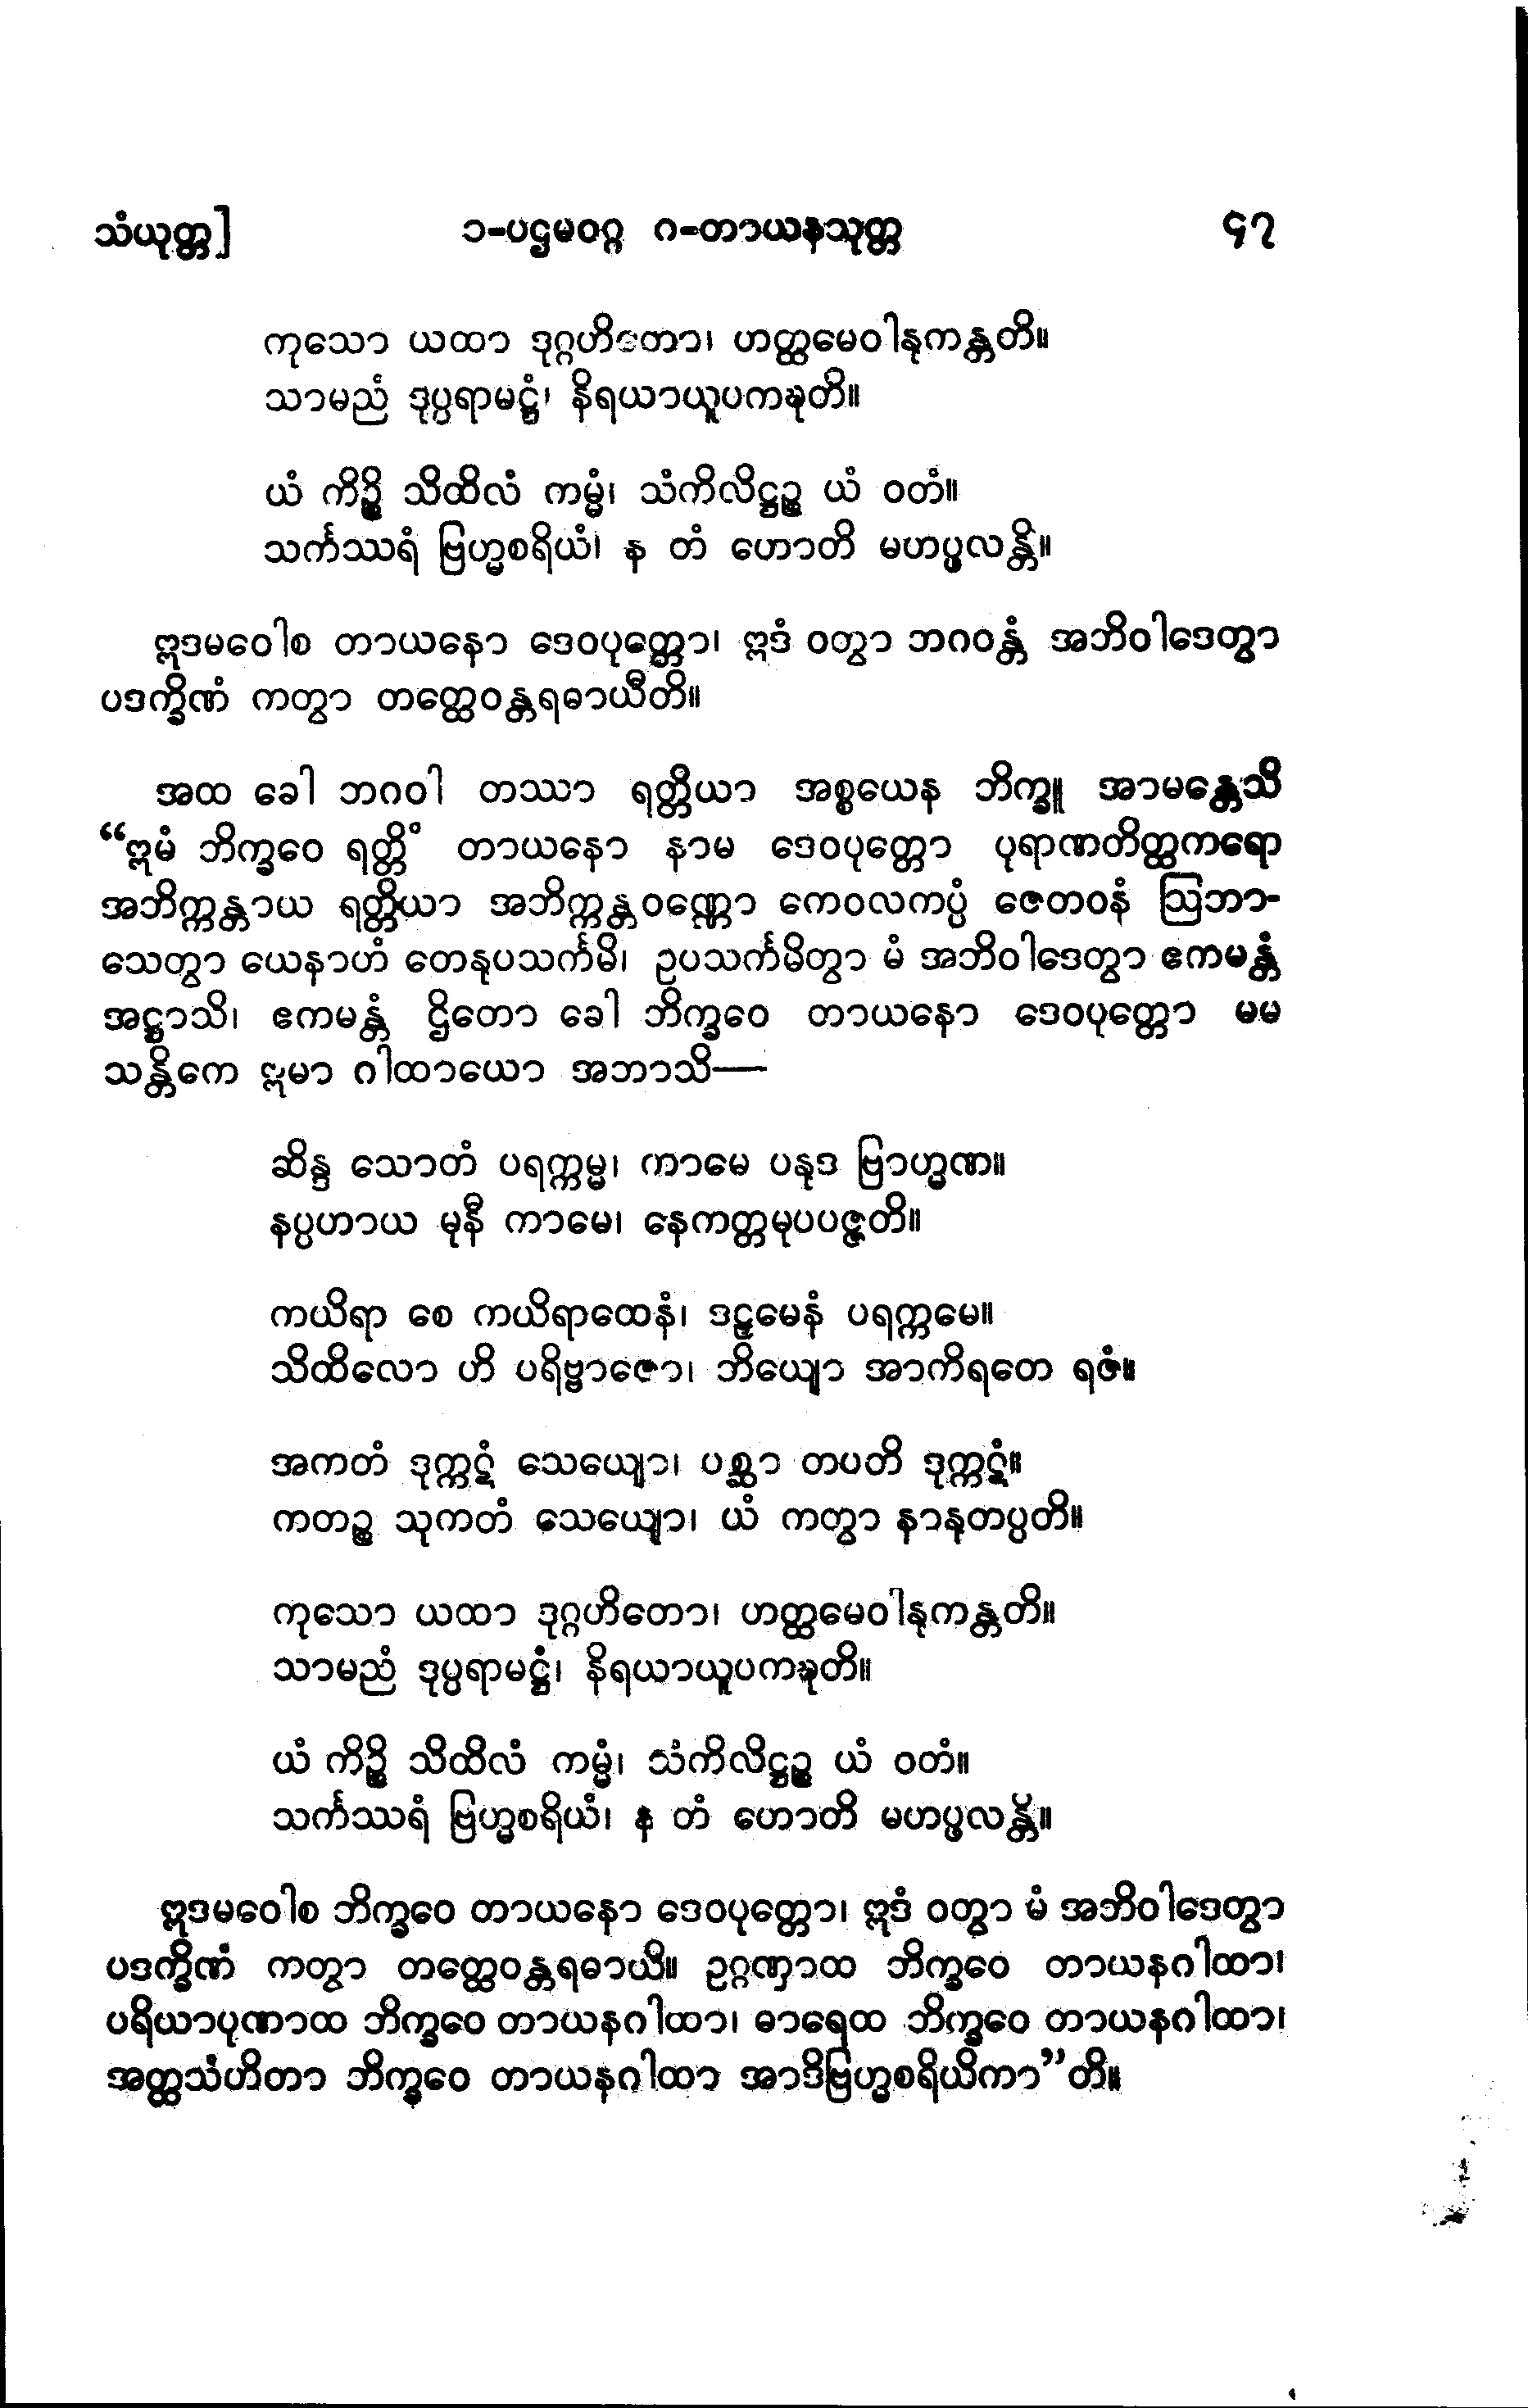 သံယုတ္တ]	၁-ပဌမဝဂ္ဂ ဂ-တာယနသုတ္တ	၄၇
ကုသော ယထာ ဒုဂ္ဂဟိတော၊ ဟတ္ထမေဝါနုကန္တတိ။
သာမညံ ဒုပ္ပရာမဋ္ဌံ၊ နိရယာယူပကဍ္ဎတိ။
ယံ ကိဉ္စိ သိထိလံ ကမ္မံ၊ သံကိလိဋ္ဌဉ္စ ယံ ဝတံ။
သင်္ကဿရံ ဗြဟ္မစရိယံ၊ န တံ ဟောတိ မဟပ္ဖလန္တိ။
ဣဒမဝေါစ တာယနော ဒေဝပုတ္တော၊ ဣဒံ ဝတွာ ဘဂဝန္တံ အဘိဝါဒေတွာ
ပဒက္ခိဏံ ကတွာ တတ္ထေဝန္တရဓာယီတိ။
အထ ခေါ ဘဂဝါ တဿာ ရတ္တိယာ အစ္စယေန ဘိက္ခူ အာမန္တေသိ
“ဣမံ ဘိက္ခဝေ ရတ္တိံ တာယနော နာမ ဒေဝပုတ္တော ပုရာဏတိတ္ထကရော
အဘိက္ကန္တာယ ရတ္တိယာ အဘိက္ကန္တဝဏ္ဏော ကေဝလကပ္ပံ ဇေတဝနံ ဩဘာ-
သေတွာ ယေနာဟံ တေနုပသင်္ကမိ၊ ဥပသင်္ကမိတွာ မံ အဘိဝါဒေတွာ ဧကမန္တံ
အဋ္ဌာသိ၊ ဧကမန္တံ ဌိတော ခေါ ဘိက္ခဝေ တာယနော ဒေဝပုတ္တော မမ
သန္တိကေ ဣမာ ဂါထာယော အဘာသိ—
ဆိန္ဒ သောတံ ပရက္ကမ္မ၊ ကာမေ ပနုဒ ဗြာဟ္မဏ။
နပ္ပဟာယ မုနီ ကာမေ၊ နေကတ္တမုပပဇ္ဇတိ။
ကယိရာ စေ ကယိရာထေနံ၊ ဒဠှမေနံ ပရက္ကမေ။
သိထိလော ဟိ ပရိဗ္ဗာဇော၊ ဘိယျော အာကိရတေ ရဇံ။
အကတံ ဒုက္ကဋံ သေယျော၊ ပစ္ဆာ တပတိ ဒုက္ကဋံ။
ကတဉ္စ သုကတံ သေယျော၊ ယံ ကတွာ နာနုတပ္ပတိ။
ကုသော ယထာ ဒုဂ္ဂဟိတော၊ ဟတ္ထမေဝါနုကန္တတိ။
သာမညံ ဒုပ္ပရာမဋ္ဌံ၊ နိရယာယူပကဍ္ဎတိ။
ယံ ကိဉ္စိ သိထိလံ ကမ္မံ၊ သံကိလိဋ္ဌဉ္စ ယံ ဝတံ။
သင်္ကဿရံ ဗြဟ္မစရိယံ၊ န တံ ဟောတိ မဟပ္ဖလန္တိ။
ဣဒမဝေါစ ဘိက္ခဝေ တာယနော ဒေဝပုတ္တော၊ ဣဒံ ဝတွာ မံ အဘိဝါဒေတွာ
ပဒက္ခိဏံ ကတွာ တတ္ထေဝန္တရဓာယိ။ ဥဂ္ဂဏှာထ ဘိက္ခဝေ တာယနဂါထာ၊
ပရိယာပုဏာထ ဘိက္ခဝေ တာယနဂါထာ၊ ဓာရေထ ဘိက္ခဝေ တာယနဂါထာ၊
အတ္ထသံဟိတာ ဘိက္ခဝေ တာယနဂါထာ အာဒိဗြဟ္မစရိယိကာ”တိ။